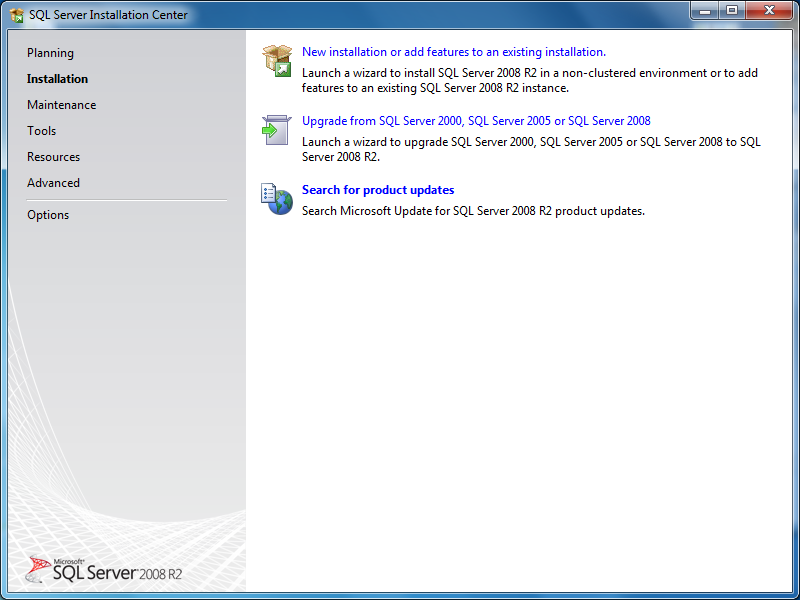 SQL Server Installation Center
Planning
Installation
Maintenance
Tools
Resources
Advanced
Options
New installation or add features to an existing installation.
Launch a wizard to install SQL Server 2008 R2 in a non-clustered environment or to add
features to an existing SQL Server 2008 R2 instance.
Upgrade from SQL Server 2000, SQL Server 2005 or SQL Server 2008
Launch a wizard to upgrade SQL Server 2000, SQL Server 2005 or SQL Server 2008 to SQL
Server 2008 R2.
Search for product updates
Search Microsoft Update for SQL Server 2008 R2 product updates.
Microsoft®
SQL Server 2008 R2